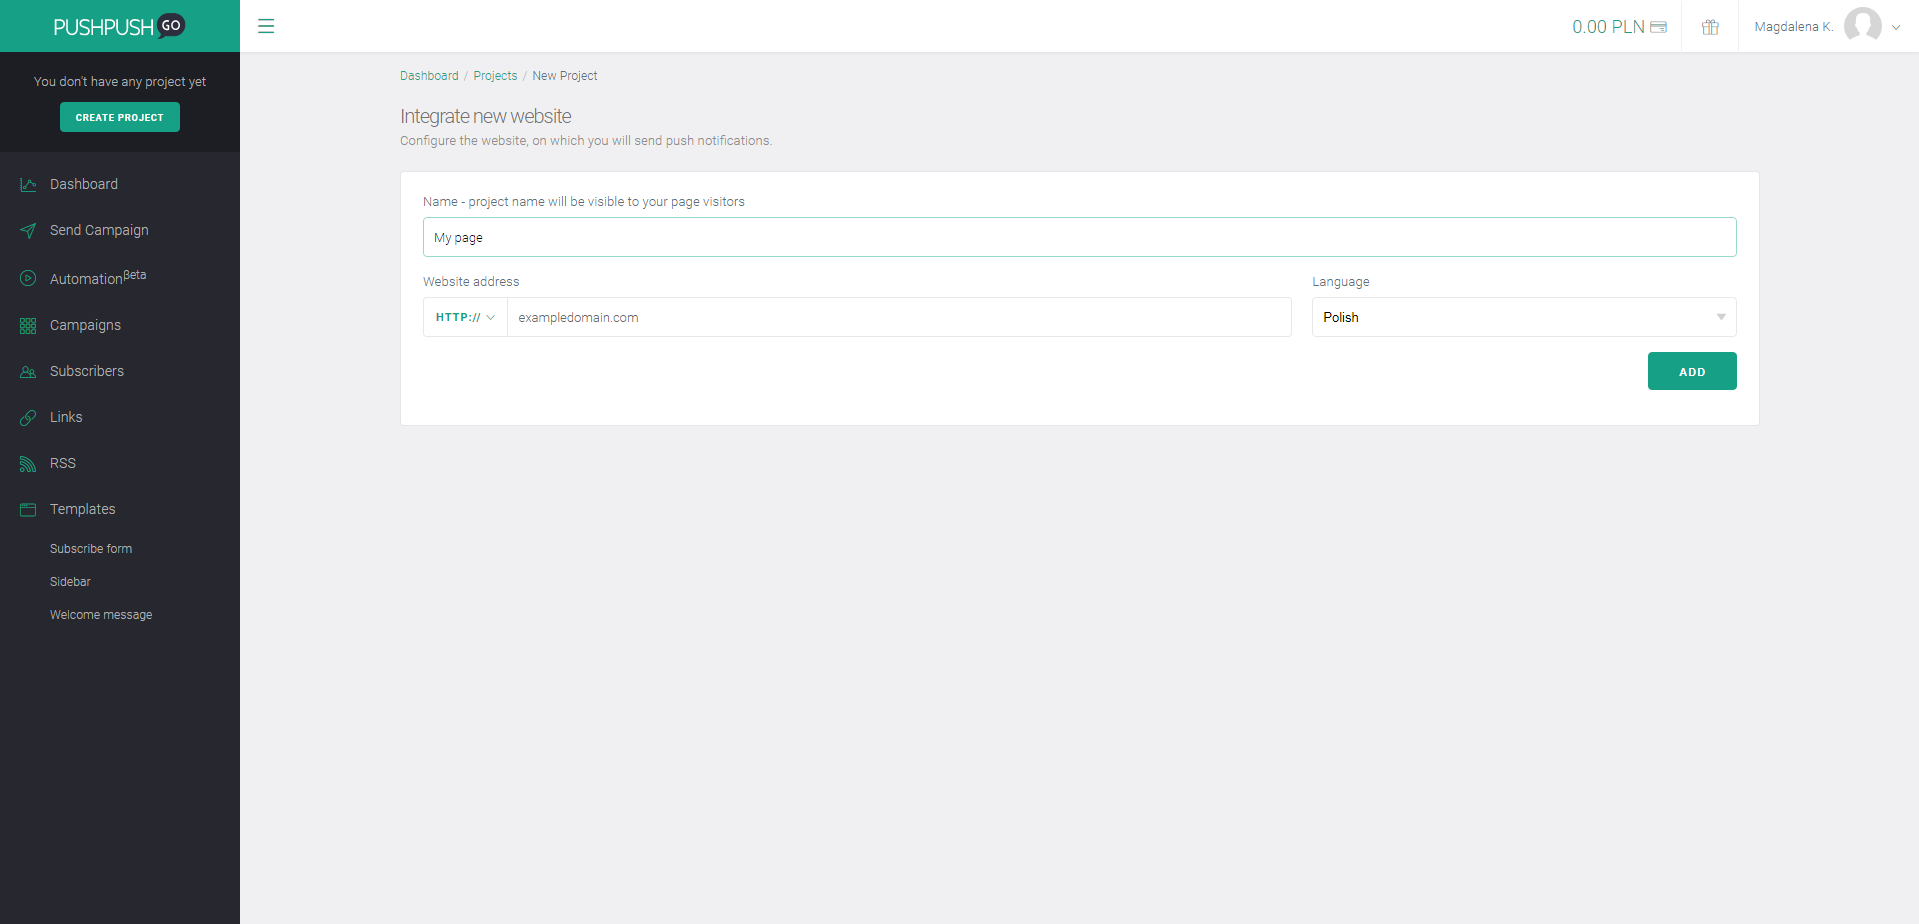 PUSHPUSH GO
0.00 PLN
Magdalena K.
You don't have any project yet
CREATE PROJECT
Dashboard
Send Campaign
Automation βeta
Campaigns
Subscribers
Links
RSS
Templates
Subscribe form
Sidebar
Welcome message
Dashboard / Projects / New Project
Integrate new website
Configure the website, on which you will send push notifications.
Name - project name will be visible to your page visitors
My page
Website address
Language
HTTP:// exampledomain.com
Polish
ADD